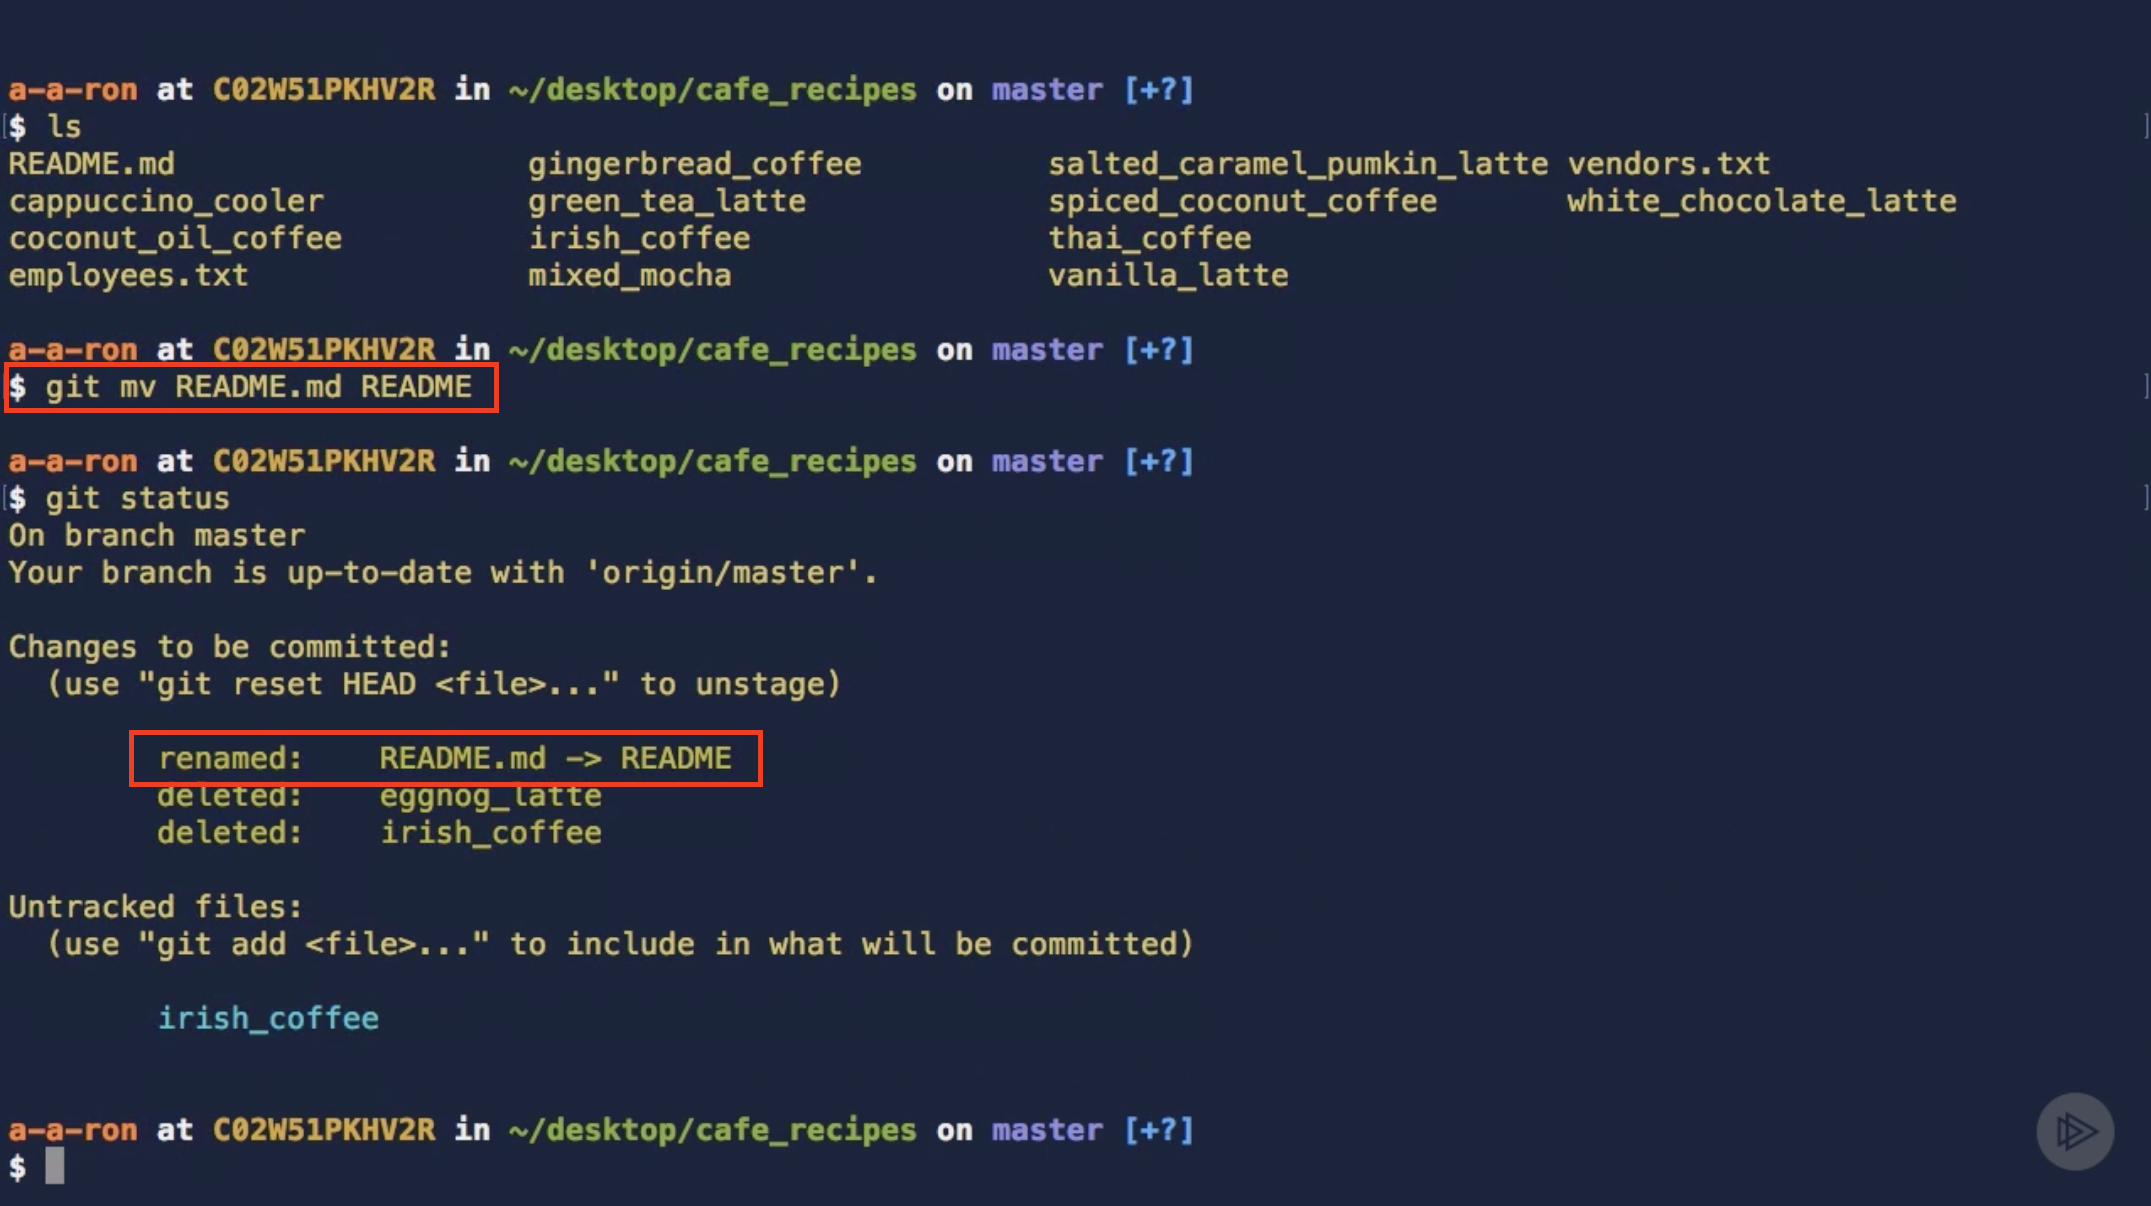 a-a-ron at C02W51PKHV2R in ~/desktop/cafe_recipes on master [+?]
[$ ls ]
README.md gingerbread_coffee salted_caramel_pumkin_latte vendors.txt
cappuccino_cooler green_tea_latte spiced_coconut_coffee white_chocolate_latte
coconut_oil_coffee irish_coffee thai_coffee
employees.txt mixed_mocha vanilla_latte
a-a-ron at C02W51PKHV2R in ~/desktop/cafe_recipes on master [+?]
$ git mv README.md README ]
a-a-ron at C02W51PKHV2R in ~/desktop/cafe_recipes on master [+?]
[$ git status ]
On branch master
Your branch is up-to-date with 'origin/master'.
Changes to be committed:
(use "git reset HEAD <file>..." to unstage)
renamed: README.md -> README
deleted: eggnog_latte
deleted: irish_coffee
Untracked files:
(use "git add <file>..." to include in what will be committed)
irish_coffee
a-a-ron at C02W51PKHV2R in ~/desktop/cafe_recipes on master [+?]
$